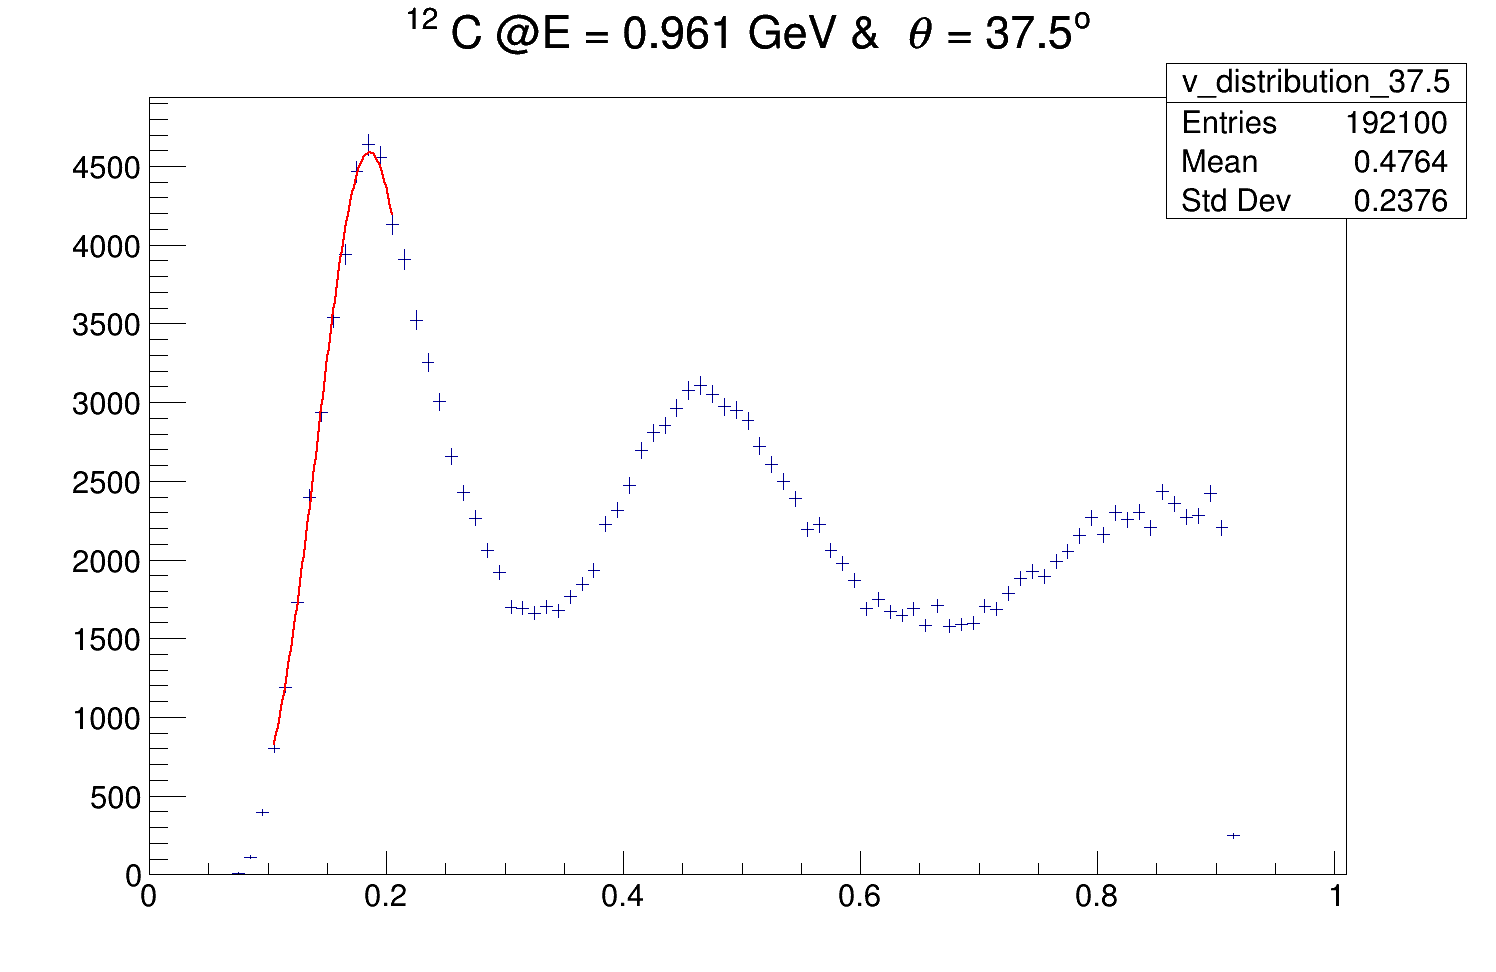 ¹² C @E = 0.961 GeV & θ = 37.5º
v_distribution_37.5
Entries 192100
Mean 0.4764
Std Dev 0.2376
4500
4000
3500
3000
2500
2000
1500
1000
500
0
0 0.2 0.4 0.6 0.8 1